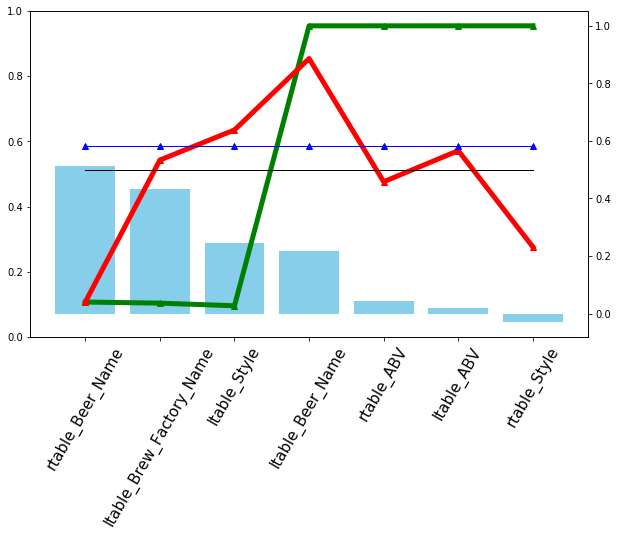 1.0
0.8
0.6
0.4
0.2
0.0
1.0
0.8
0.6
0.4
0.2
0.0
rtable_Beer_Name
ltable_Brew_Factory_Name
ltable_Style
ltable_Beer_Name
rtable_ABV
ltable_ABV
rtable_Style